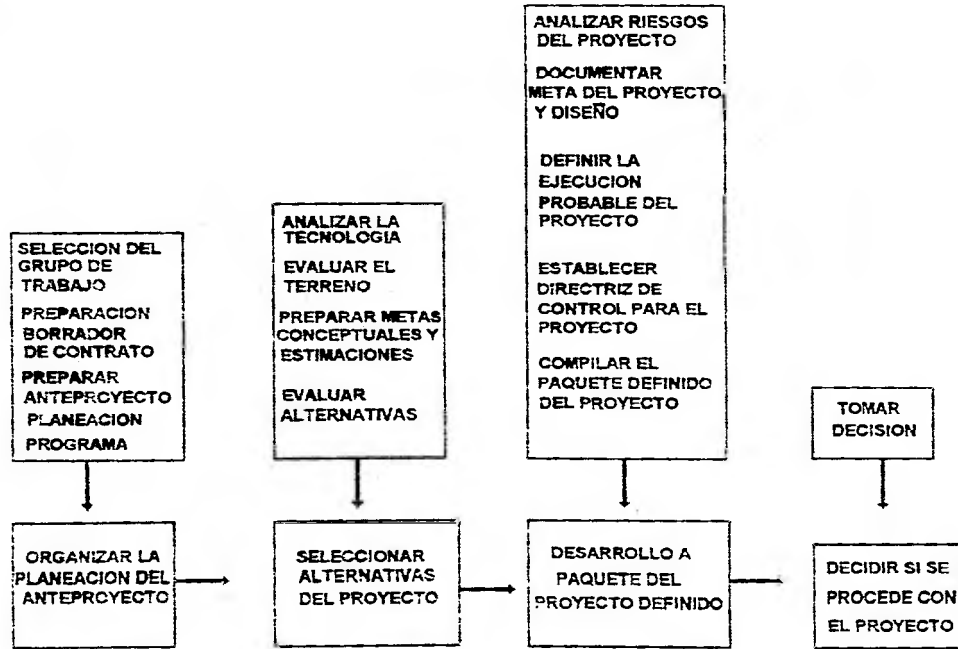 ANALIZAR RIESGOS
DEL PROYECTO
DOCUMENTAR
META DEL PROYECTO
Y DISEÑO
DEFINIR LA
EJECUCION
PROBABLE DEL
PROYECTO
ESTABLECER
DIRECTRIZ DE
CONTROL PARA EL
PROYECTO
COMPILAR EL
PAQUETE DEFINIDO
DEL PROYECTO
ANALIZAR LA
TECNOLOGIA
EVALUAR EL
TERRENO
PREPARAR METAS
CONCEPTUALES Y
ESTIMACIONES
EVALUAR
ALTERNATIVAS
SELECCION DEL
GRUPO DE
TRABAJO
PREPARACION
BORRADOR
DE CONTRATO
PREPARAR
ANTEPROYECTO
PLANEACION
PROGRAMA
TOMAR
DECISION
ORGANIZAR LA
PLANEACION DEL
ANTEPROYECTO
SELECCIONAR
ALTERNATIVAS
DEL PROYECTO
DESARROLLO A
PAQUETE DEL
PROYECTO DEFINIDO
DECIDIR SI SE
PROCEDE CON
EL PROYECTO